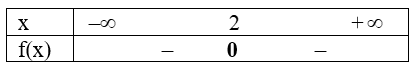 x –∞ 2 +∞
f(x) – 0 –